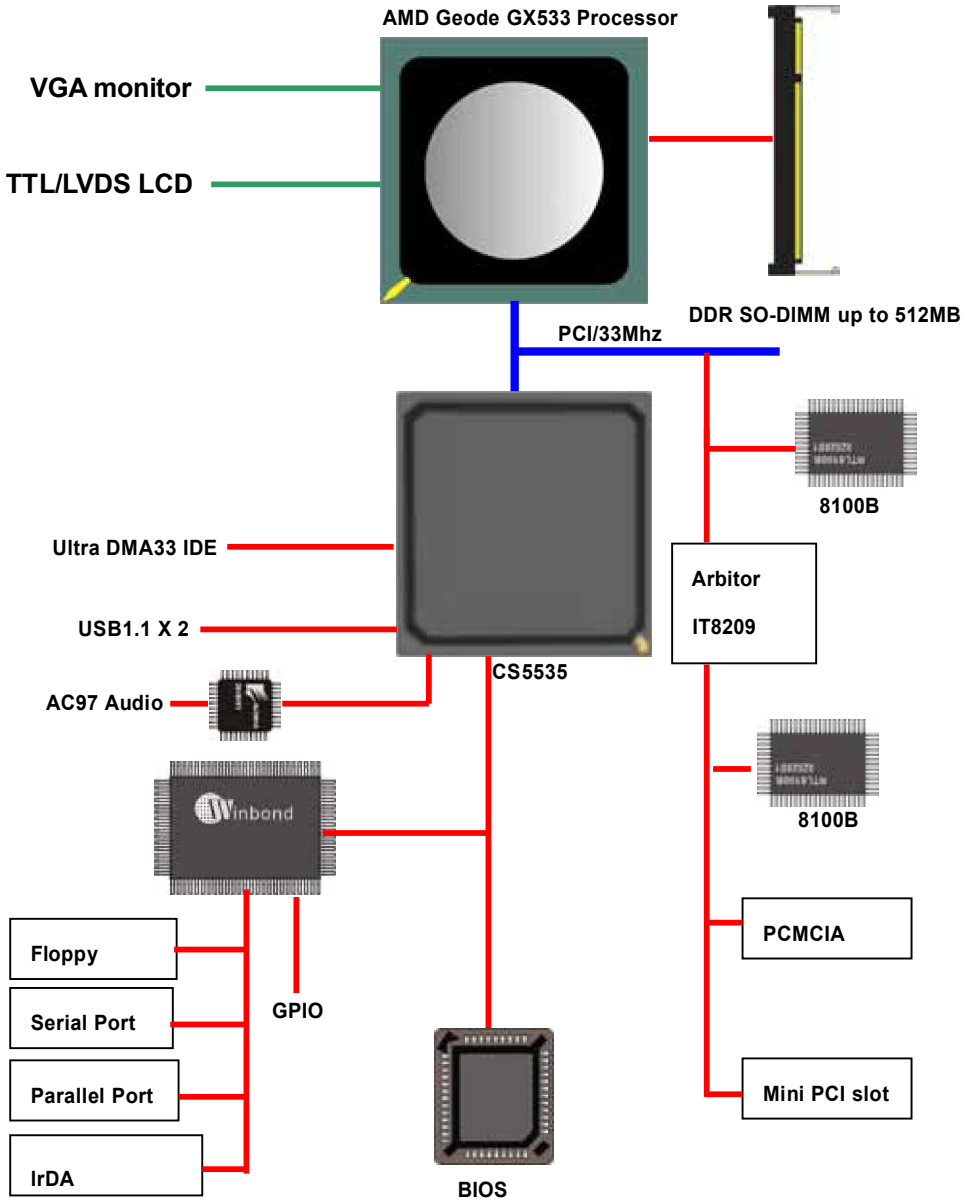 AMD Geode GX533 Processor
VGA monitor
TTL/LVDS LCD
DDR SO-DIMM up to 512MB
PCI/33Mhz
8100B
Ultra DMA33 IDE
Arbitor
IT8209
USB1.1 X 2
CS5535
AC97 Audio
Winbond
8100B
Floppy
PCMCIA
GPIO
Serial Port
Parallel Port
Mini PCI slot
IrDA
BIOS